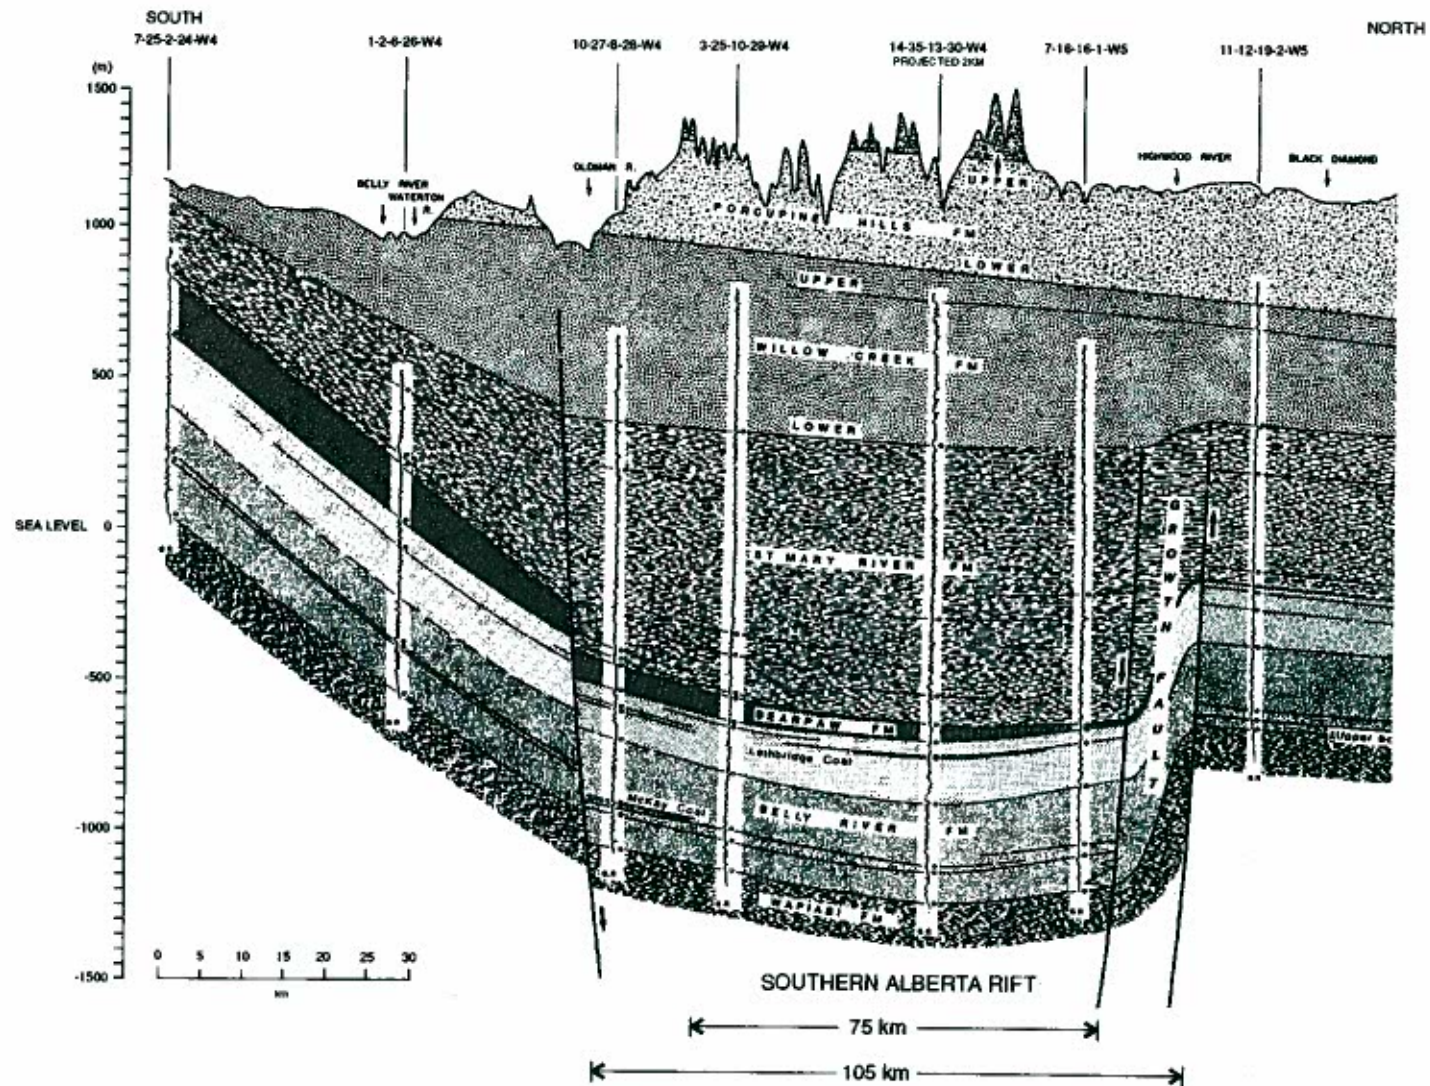 SOUTH
NORTH
7-25-2-24-W4
1-2-6-26-W4
10-27-8-28-W4
3-25-10-29-W4
14-35-13-30-W4
PROJECTED 2KM
7-16-16-1-W5
11-12-19-2-W5
(m)
1500
1000
500
SEA LEVEL 0
-500
-1000
-1500
BELLY RIVER
WATERTON
R.
OLDMAN R.
HIGHWOOD RIVER
BLACK DIAMOND
UPPER
PORCUPINE HILLS FM
LOWER
UPPER
WILLOW CREEK FM
LOWER
ST MARY RIVER FM
GROWTH FAULT
BEARPAW FM
Lethbridge Coal
McKay Coal
BELLY RIVER FM
WAPIABI FM
Upper
0 5 10 15 20 25 30
km
SOUTHERN ALBERTA RIFT
75 km
105 km